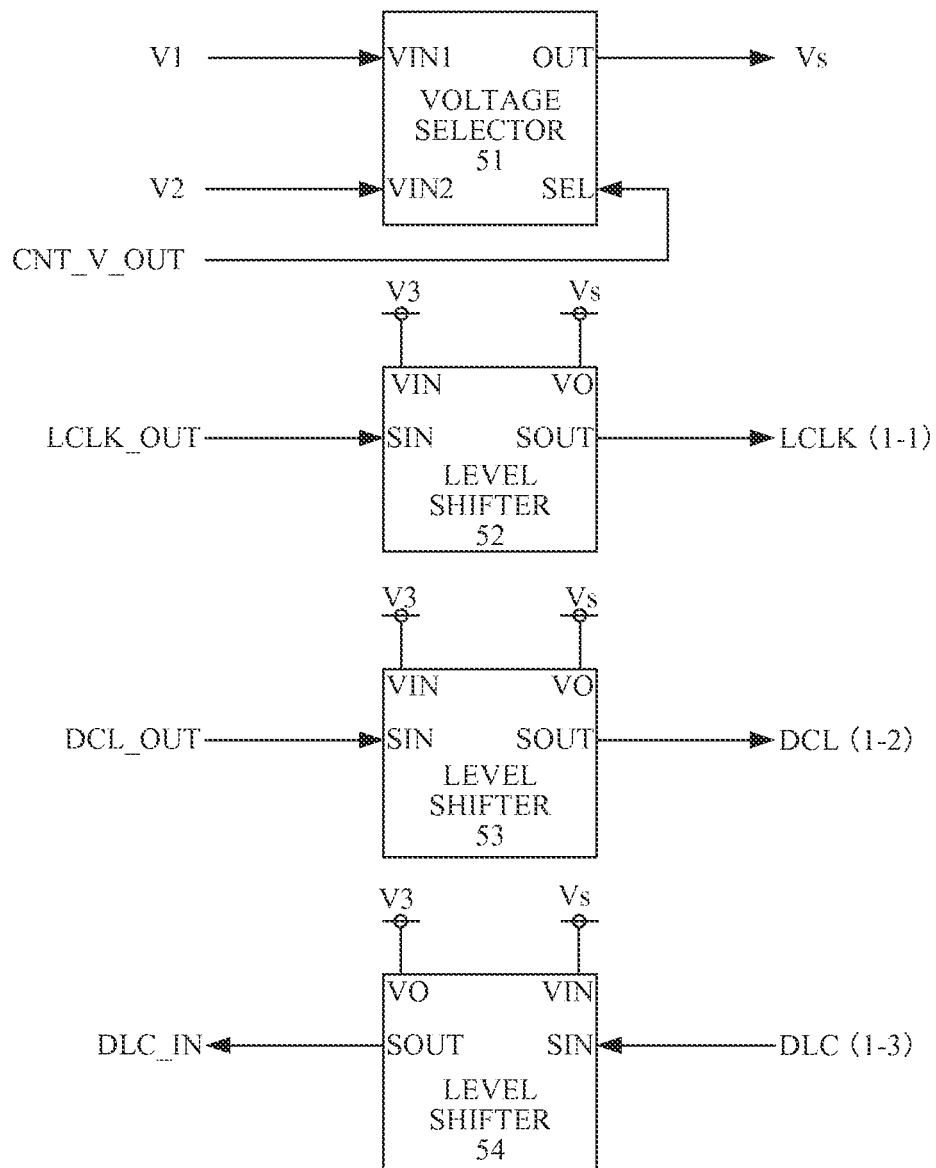 V1 VIN1 OUT Vs
VOLTAGE
SELECTOR
51
V2 VIN2 SEL
CNT_V_OUT
V3 Vs
VIN VO
LCLK_OUT SIN SOUT LCLK (1-1)
LEVEL
SHIFTER
52
V3 Vs
VIN VO
DCL_OUT SIN SOUT DCL (1-2)
LEVEL
SHIFTER
53
V3 Vs
VO VIN
DLC_IN SOUT SIN DLC (1-3)
LEVEL
SHIFTER
54